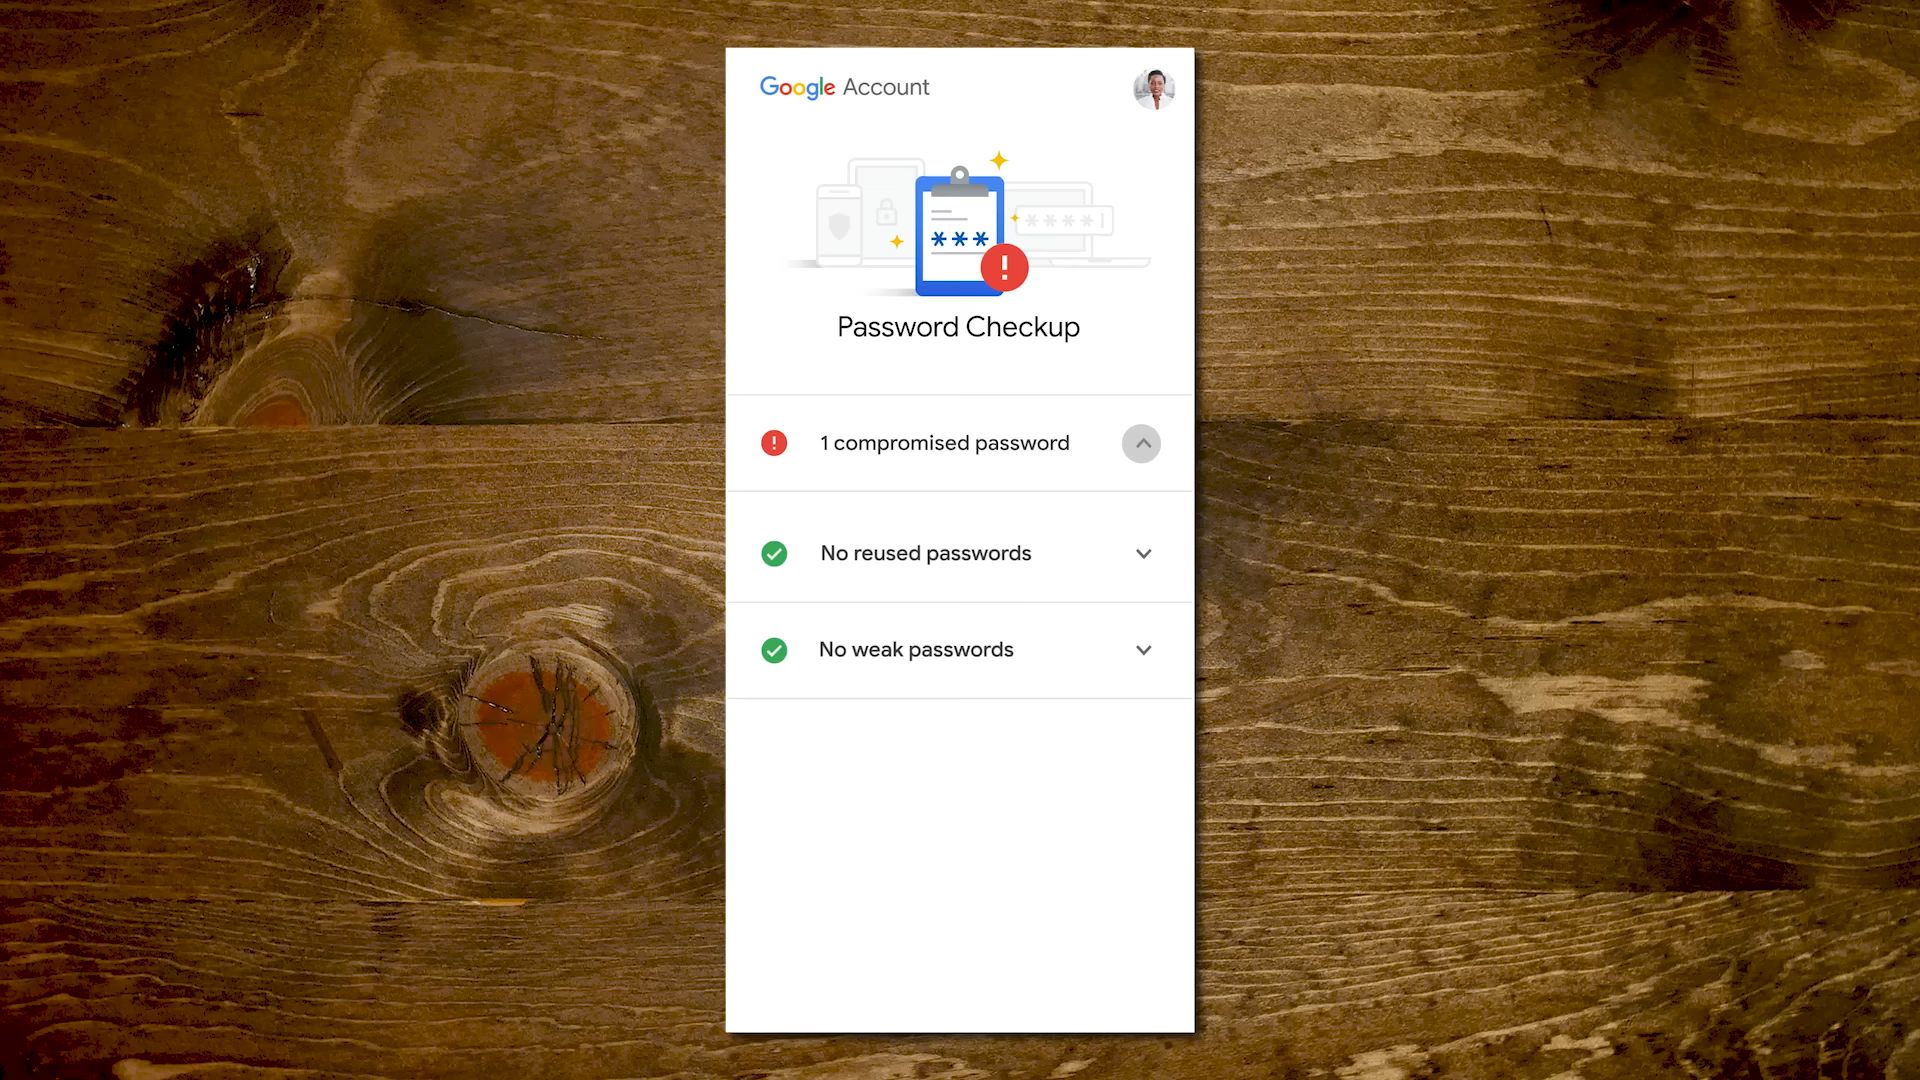 Google Account
***
****|
Password Checkup
1 compromised password
No reused passwords
No weak passwords